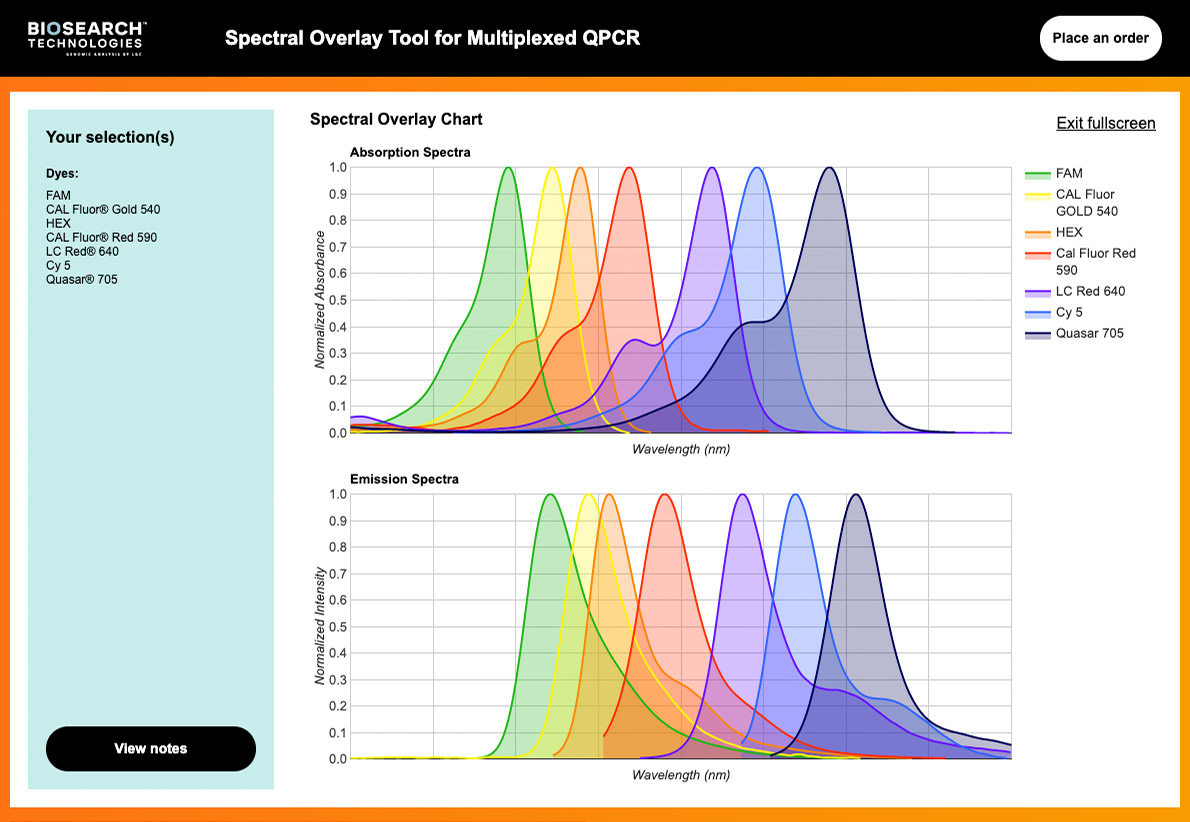 BIOSEARCH™
TECHNOLOGIES
GENOMIC ANALYSIS BY LGC
Spectral Overlay Tool for Multiplexed QPCR
Place an order
Your selection(s)
Dyes:
FAM
CAL Fluor® Gold 540
HEX
CAL Fluor® Red 590
LC Red® 640
Cy 5
Quasar® 705
View notes
Spectral Overlay Chart
Exit fullscreen
Absorption Spectra
1.0
0.9
0.8
0.7
0.6
0.5
0.4
0.3
0.2
0.1
0.0
Normalized Absorbance
Wavelength (nm)
FAM
CAL Fluor
GOLD 540
HEX
Cal Fluor Red
590
LC Red 640
Cy 5
Quasar 705
Emission Spectra
1.0
0.9
0.8
0.7
0.6
0.5
0.4
0.3
0.2
0.1
0.0
Normalized Intensity
Wavelength (nm)